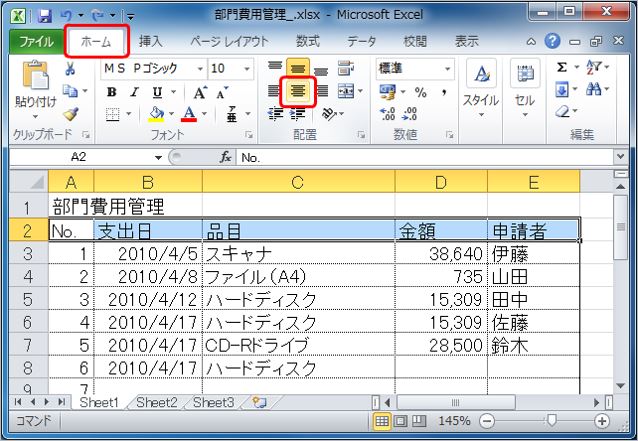 部門費用管理_.xlsx - Microsoft Excel
ファイル ホーム 挿入 ページ レイアウト 数式 データ 校閲 表示
貼り付け
クリップボード
ＭＳ Ｐゴシック 10
B I U A A
A 亜
フォント
配置
標準
% ,
.0 .00
.00 .0
数値
A
スタイル
セル
Σ
編集
A2 fx No.
A B C D E
1 部門費用管理
2 No. 支出日 品目 金額 申請者
3 1 2010/4/5 スキャナ 38,640 伊藤
4 2 2010/4/8 ファイル（A4） 735 山田
5 3 2010/4/12 ハードディスク 15,309 田中
6 4 2010/4/17 ハードディスク 15,309 佐藤
7 5 2010/4/17 CD-Rドライブ 28,500 鈴木
8 6 2010/4/17 ハードディスク
9 7
Sheet1 Sheet2 Sheet3
コマンド 145%